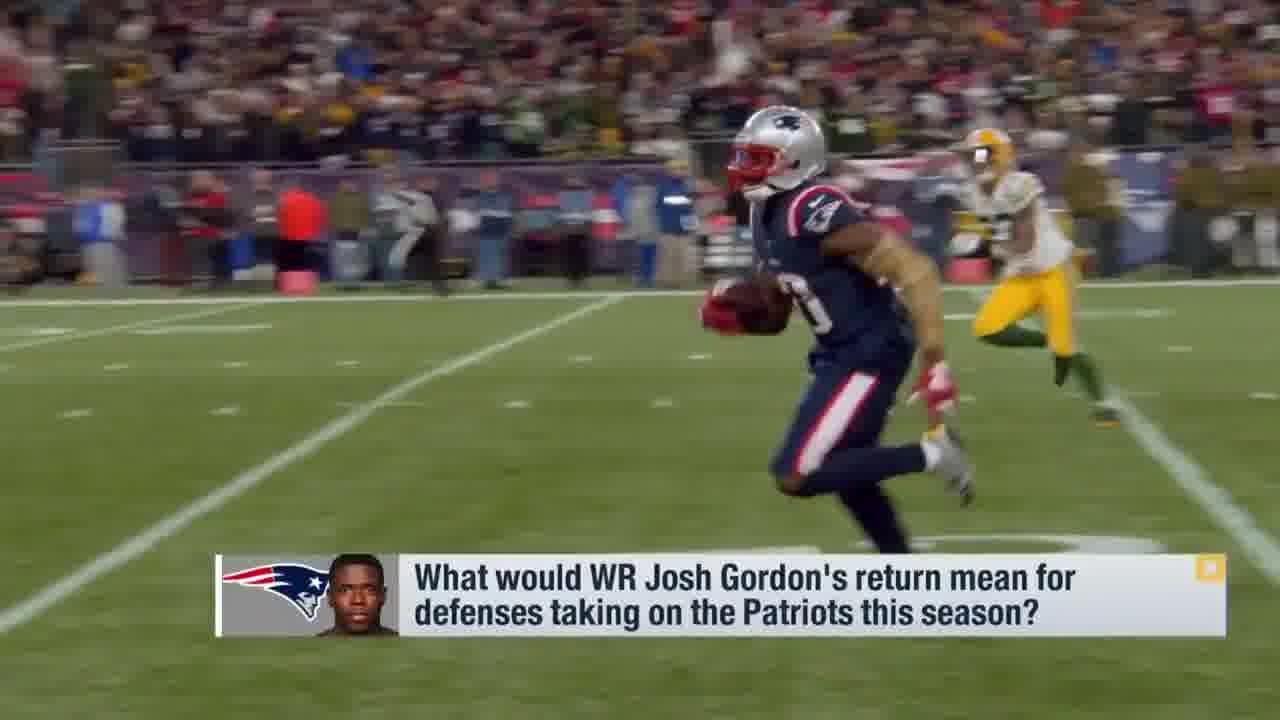 What would WR Josh Gordon's return mean for
defenses taking on the Patriots this season?